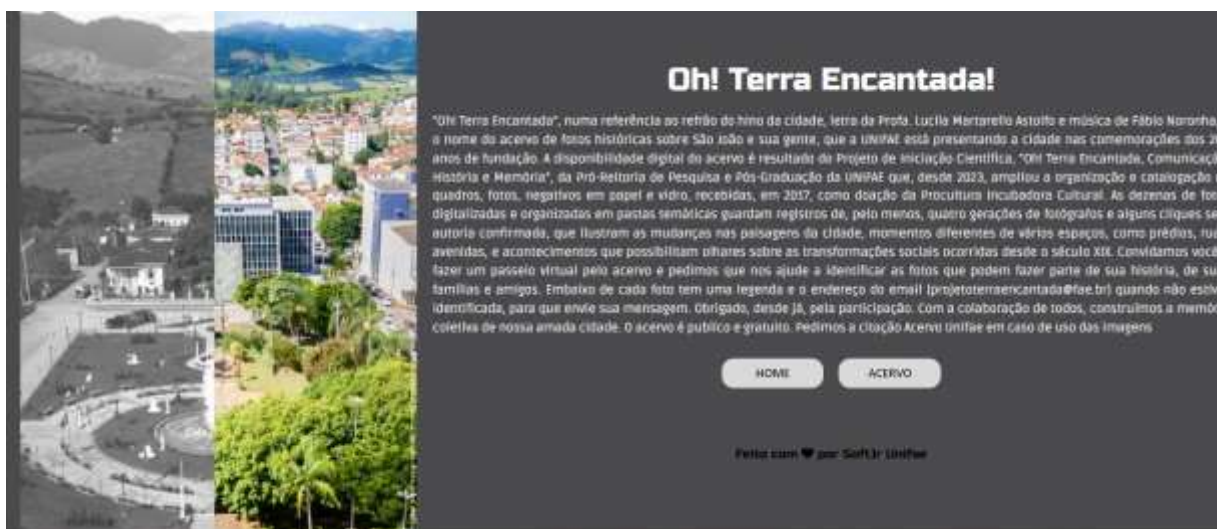 Oh! Terra Encantada!
"Oh! Terra Encantada", numa referência ao refrão do hino da cidade, letra da Profa. Lucila Martarello Astolfo e música de Fábio Noronha,
o nome do acervo de fotos históricas sobre São João e sua gente, que a UNIFAE está presentando a cidade nas comemorações dos
anos de fundação. A disponibilidade digital do acervo é resultado do Projeto de Iniciação Científica, "Oh! Terra Encantada, Comunicaçã
História e Memória", da Pró-Reitoria de Pesquisa e Pós-Graduação da UNIFAE que, desde 2023, ampliou a organização e catalogação
quadros, fotos, negativos em papel e vidro, recebidas, em 2017, como doação da Procultura Incubadora Cultural. As dezenas de
digitalizadas e organizadas em pastas semáticas guardam registros de, pelo menos, quatro gerações de fotógrafos e alguns cliques
autoria confirmada, que ilustram as mudanças nas paisagens da cidade, momentos diferentes de vários espaços, como prédios,
avenidas, e acontecimentos que possibilitam olhares sobre as transformações sociais ocorridas desde o século XIX. Convidamos você
fazer um passeio virtual pelo acervo e pedimos que nos ajude a identificar as fotos que podem fazer parte de sua história, de
famílias e amigos. Embaixo de cada foto tem uma legenda e o endereço do email (projetoterraencantada@fae.br) quando não
identificada, para que envie sua mensagem. Obrigado, desde já, pela participação. Com a colaboração de todos, construímos a
coletiva de nossa amada cidade. O acervo é publico e gratuito. Pedimos a citação Acervo Unifae em caso de uso das imagens
HOME
ACERVO
Feito com ♥ por SoftJr Unifae